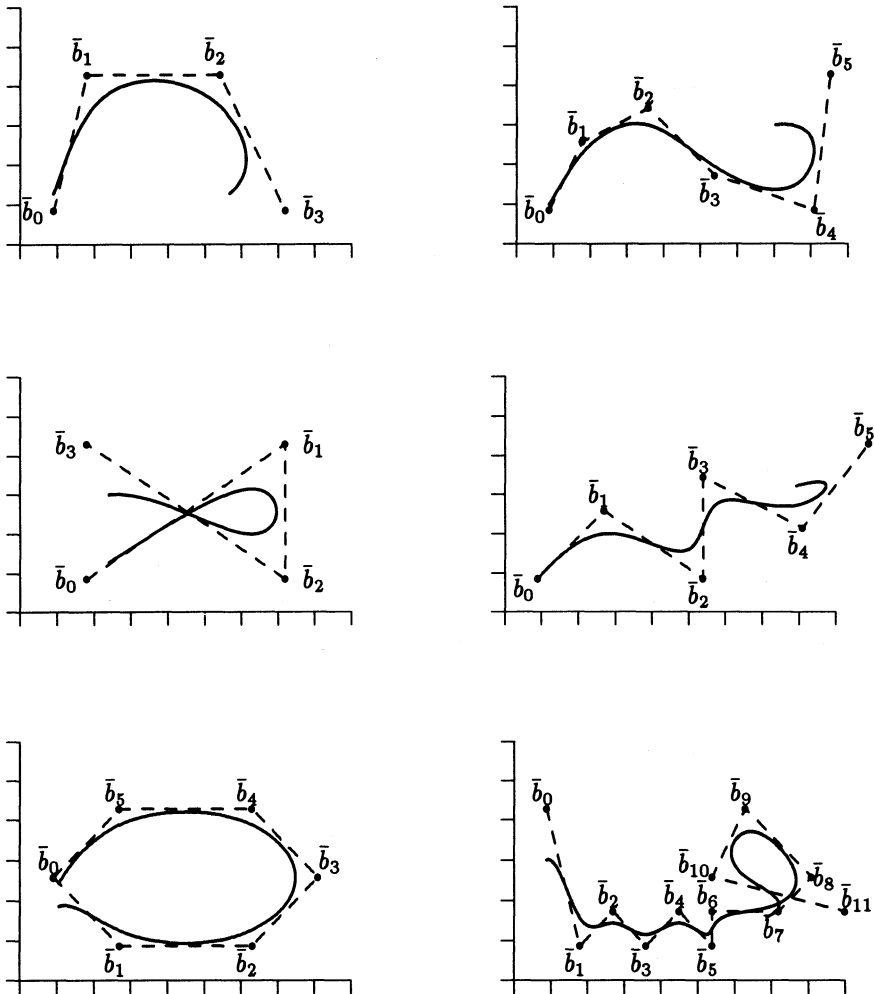 b̄₁ b̄₂
b̄₀ b̄₃
b̄₅
b̄₂
b̄₁
b̄₃
b̄₀ b̄₄
b̄₃ b̄₁
b̄₀ b̄₂
b̄₅
b̄₃
b̄₁
b̄₄
b̄₀ b̄₂
b̄₅ b̄₄
b̄₀ b̄₃
b̄₁ b̄₂
b̄₀ b̄₉
b̄₁₀ b̄₈
b̄₂ b̄₄ b̄₆ b̄₁₁
b̄₇
b̄₁ b̄₃ b̄₅